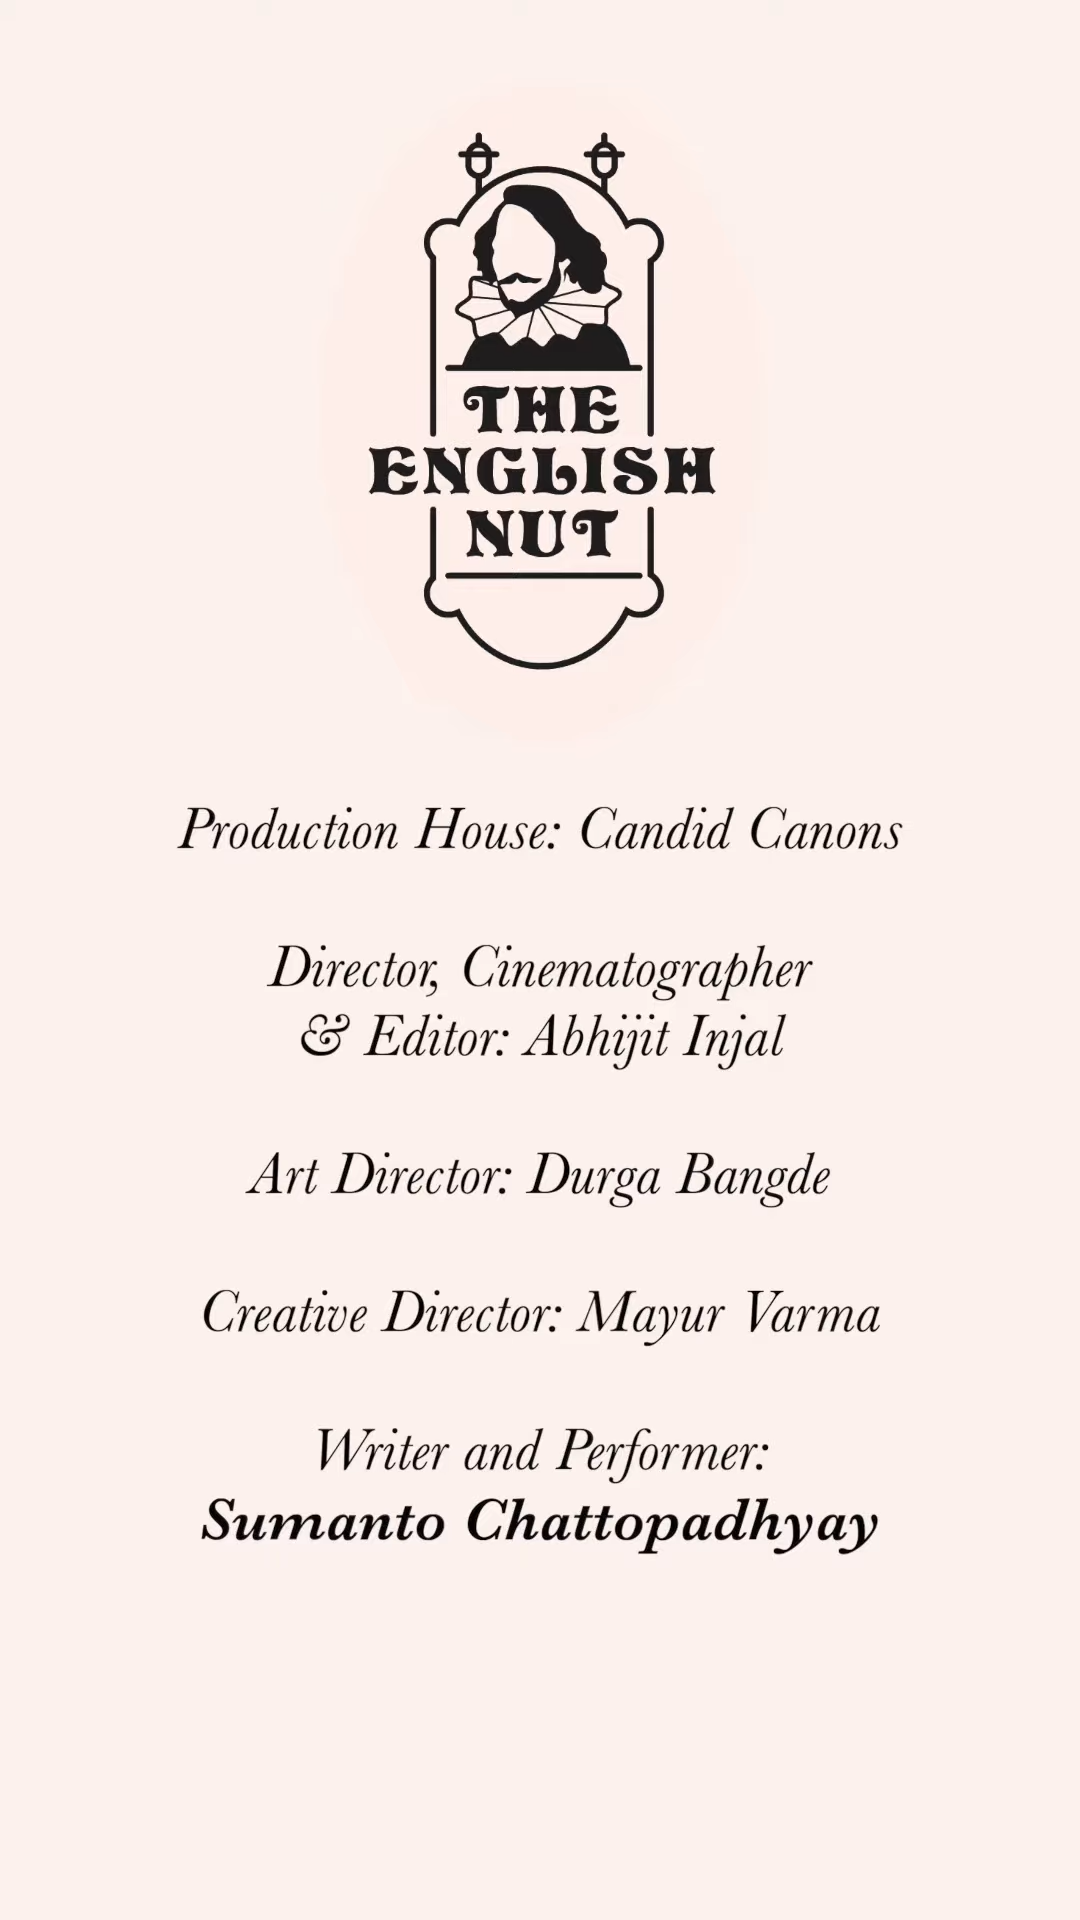 THE
ENGLISH
NUT
Production House: Candid Canons
Director, Cinematographer
& Editor: Abhijit Injal
Art Director: Durga Bangde
Creative Director: Mayur Varma
Writer and Performer:
Sumanto Chattopadhyay